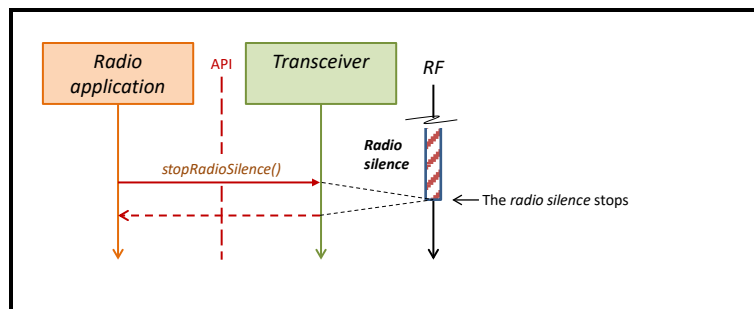 Radio
application
API
Transceiver
RF
Radio
silence
stopRadioSilence()
The radio silence stops